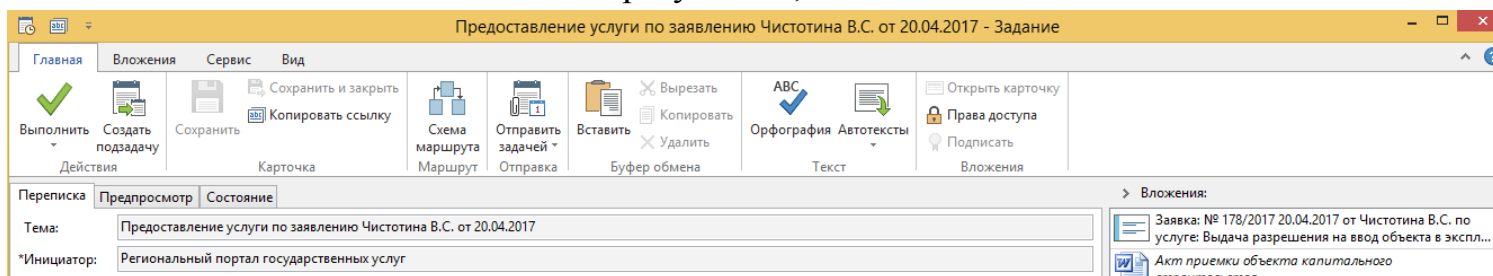 Предоставление услуги по заявлению Чистотина В.С. от 20.04.2017 - Задание
Главная Вложения Сервис Вид
Выполнить
Создать подзадачу
Действия
Сохранить
Сохранить и закрыть
Копировать ссылку
Карточка
Схема маршрута
Маршрут
Отправить задачей
Отправка
Вставить
Вырезать
Копировать
Удалить
Буфер обмена
ABC
Орфография
Автотексты
Текст
Открыть карточку
Права доступа
Подписать
Вложения
Переписка Предпросмотр Состояние
Тема: Предоставление услуги по заявлению Чистотина В.С. от 20.04.2017
*Инициатор: Региональный портал государственных услуг
Вложения:
Заявка: № 178/2017 20.04.2017 от Чистотина В.С. по
услуге: Выдача разрешения на ввод объекта в экспл...
Акт приемки объекта капитального